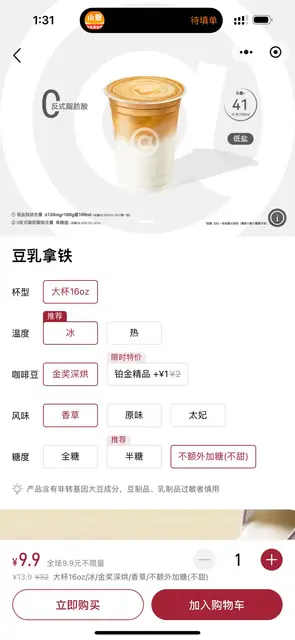 1:31
待填单
0反式脂肪酸
热量*
41
低盐
豆乳拿铁
杯型 大杯16oz
推荐
温度 冰 热
限时特价
咖啡豆 金奖深烘 铂金精品 +¥1 ¥2
风味 香草 原味 太妃
推荐
糖度 全糖 半糖 不额外加糖(不甜)
产品含有非转基因大豆成分，豆制品、乳制品过敏者慎用
¥9.9 全场9.9元不限量
1
¥13.9 ¥32 大杯16oz/冰/金奖深烘/香草/不额外加糖(不甜)
立即购买 加入购物车